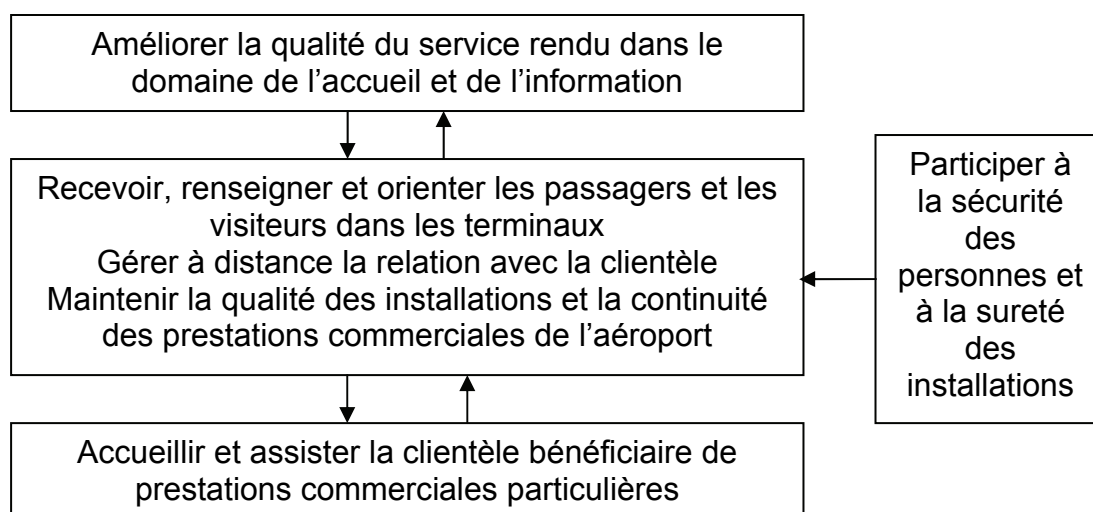 Améliorer la qualité du service rendu dans le
domaine de l’accueil et de l’information
Recevoir, renseigner et orienter les passagers et les
visiteurs dans les terminaux
Gérer à distance la relation avec la clientèle
Maintenir la qualité des installations et la continuité
des prestations commerciales de l’aéroport
Participer à
la sécurité
des
personnes et
à la sureté
des
installations
Accueillir et assister la clientèle bénéficiaire de
prestations commerciales particulières